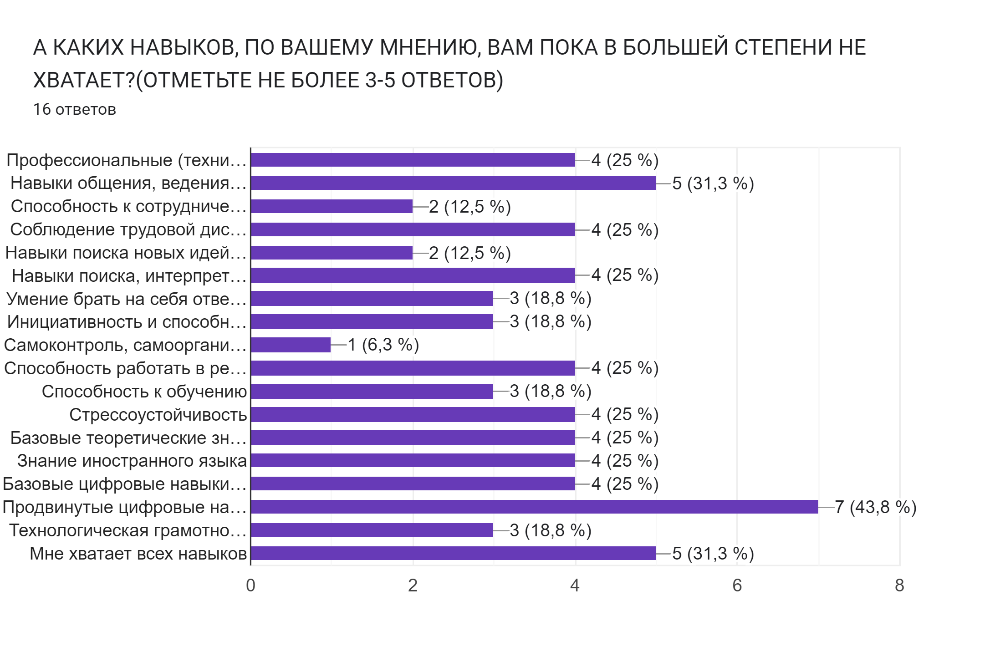 А КАКИХ НАВЫКОВ, ПО ВАШЕМУ МНЕНИЮ, ВАМ ПОКА В БОЛЬШЕЙ СТЕПЕНИ НЕ
ХВАТАЕТ?(ОТМЕТЬТЕ НЕ БОЛЕЕ 3-5 ОТВЕТОВ)
16 ответов
Профессиональные (техни… 4 (25 %)
Навыки общения, ведения… 5 (31,3 %)
Способность к сотрудниче… 2 (12,5 %)
Соблюдение трудовой дис… 4 (25 %)
Навыки поиска новых идей… 2 (12,5 %)
Навыки поиска, интерпрет… 4 (25 %)
Умение брать на себя отве… 3 (18,8 %)
Инициативность и способн… 3 (18,8 %)
Самоконтроль, самооргани… 1 (6,3 %)
Способность работать в ре… 4 (25 %)
Способность к обучению 3 (18,8 %)
Стрессоустойчивость 4 (25 %)
Базовые теоретические зн… 4 (25 %)
Знание иностранного языка 4 (25 %)
Базовые цифровые навыки… 4 (25 %)
Продвинутые цифровые на… 7 (43,8 %)
Технологическая грамотно… 3 (18,8 %)
Мне хватает всех навыков 5 (31,3 %)
0 2 4 6 8